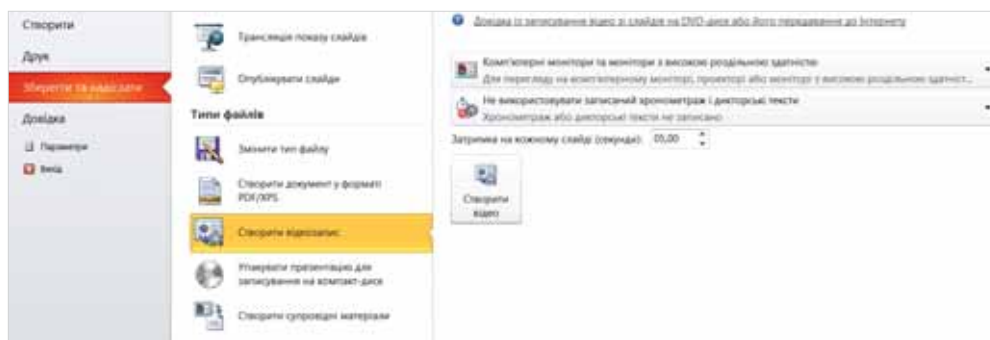 Створити
Друк
Зберегти та надіслати
Довідка
Параметри
Вихід
Трансляція показу слайдів
Опублікувати слайди
Типи файлів
Змінити тип файлу
Створити документ у форматі
PDF/XPS
Створити відеозапис
Упакувати презентацію для
записування на компакт-диск
Створити супровідні матеріали
Довідка із записування відео зі слайдів на DVD-диск або його передавання до Інтернету
Комп'ютерні монітори та монітори з високою роздільною здатністю
Для перегляду на комп'ютерному моніторі, проекторі або моніторі з високою роздільною здатніст...
Не використовувати записаний хронометраж і дикторські тексти
Хронометраж або дикторські тексти не записано
Затримка на кожному слайді (секунди): 05,00
Створити
відео